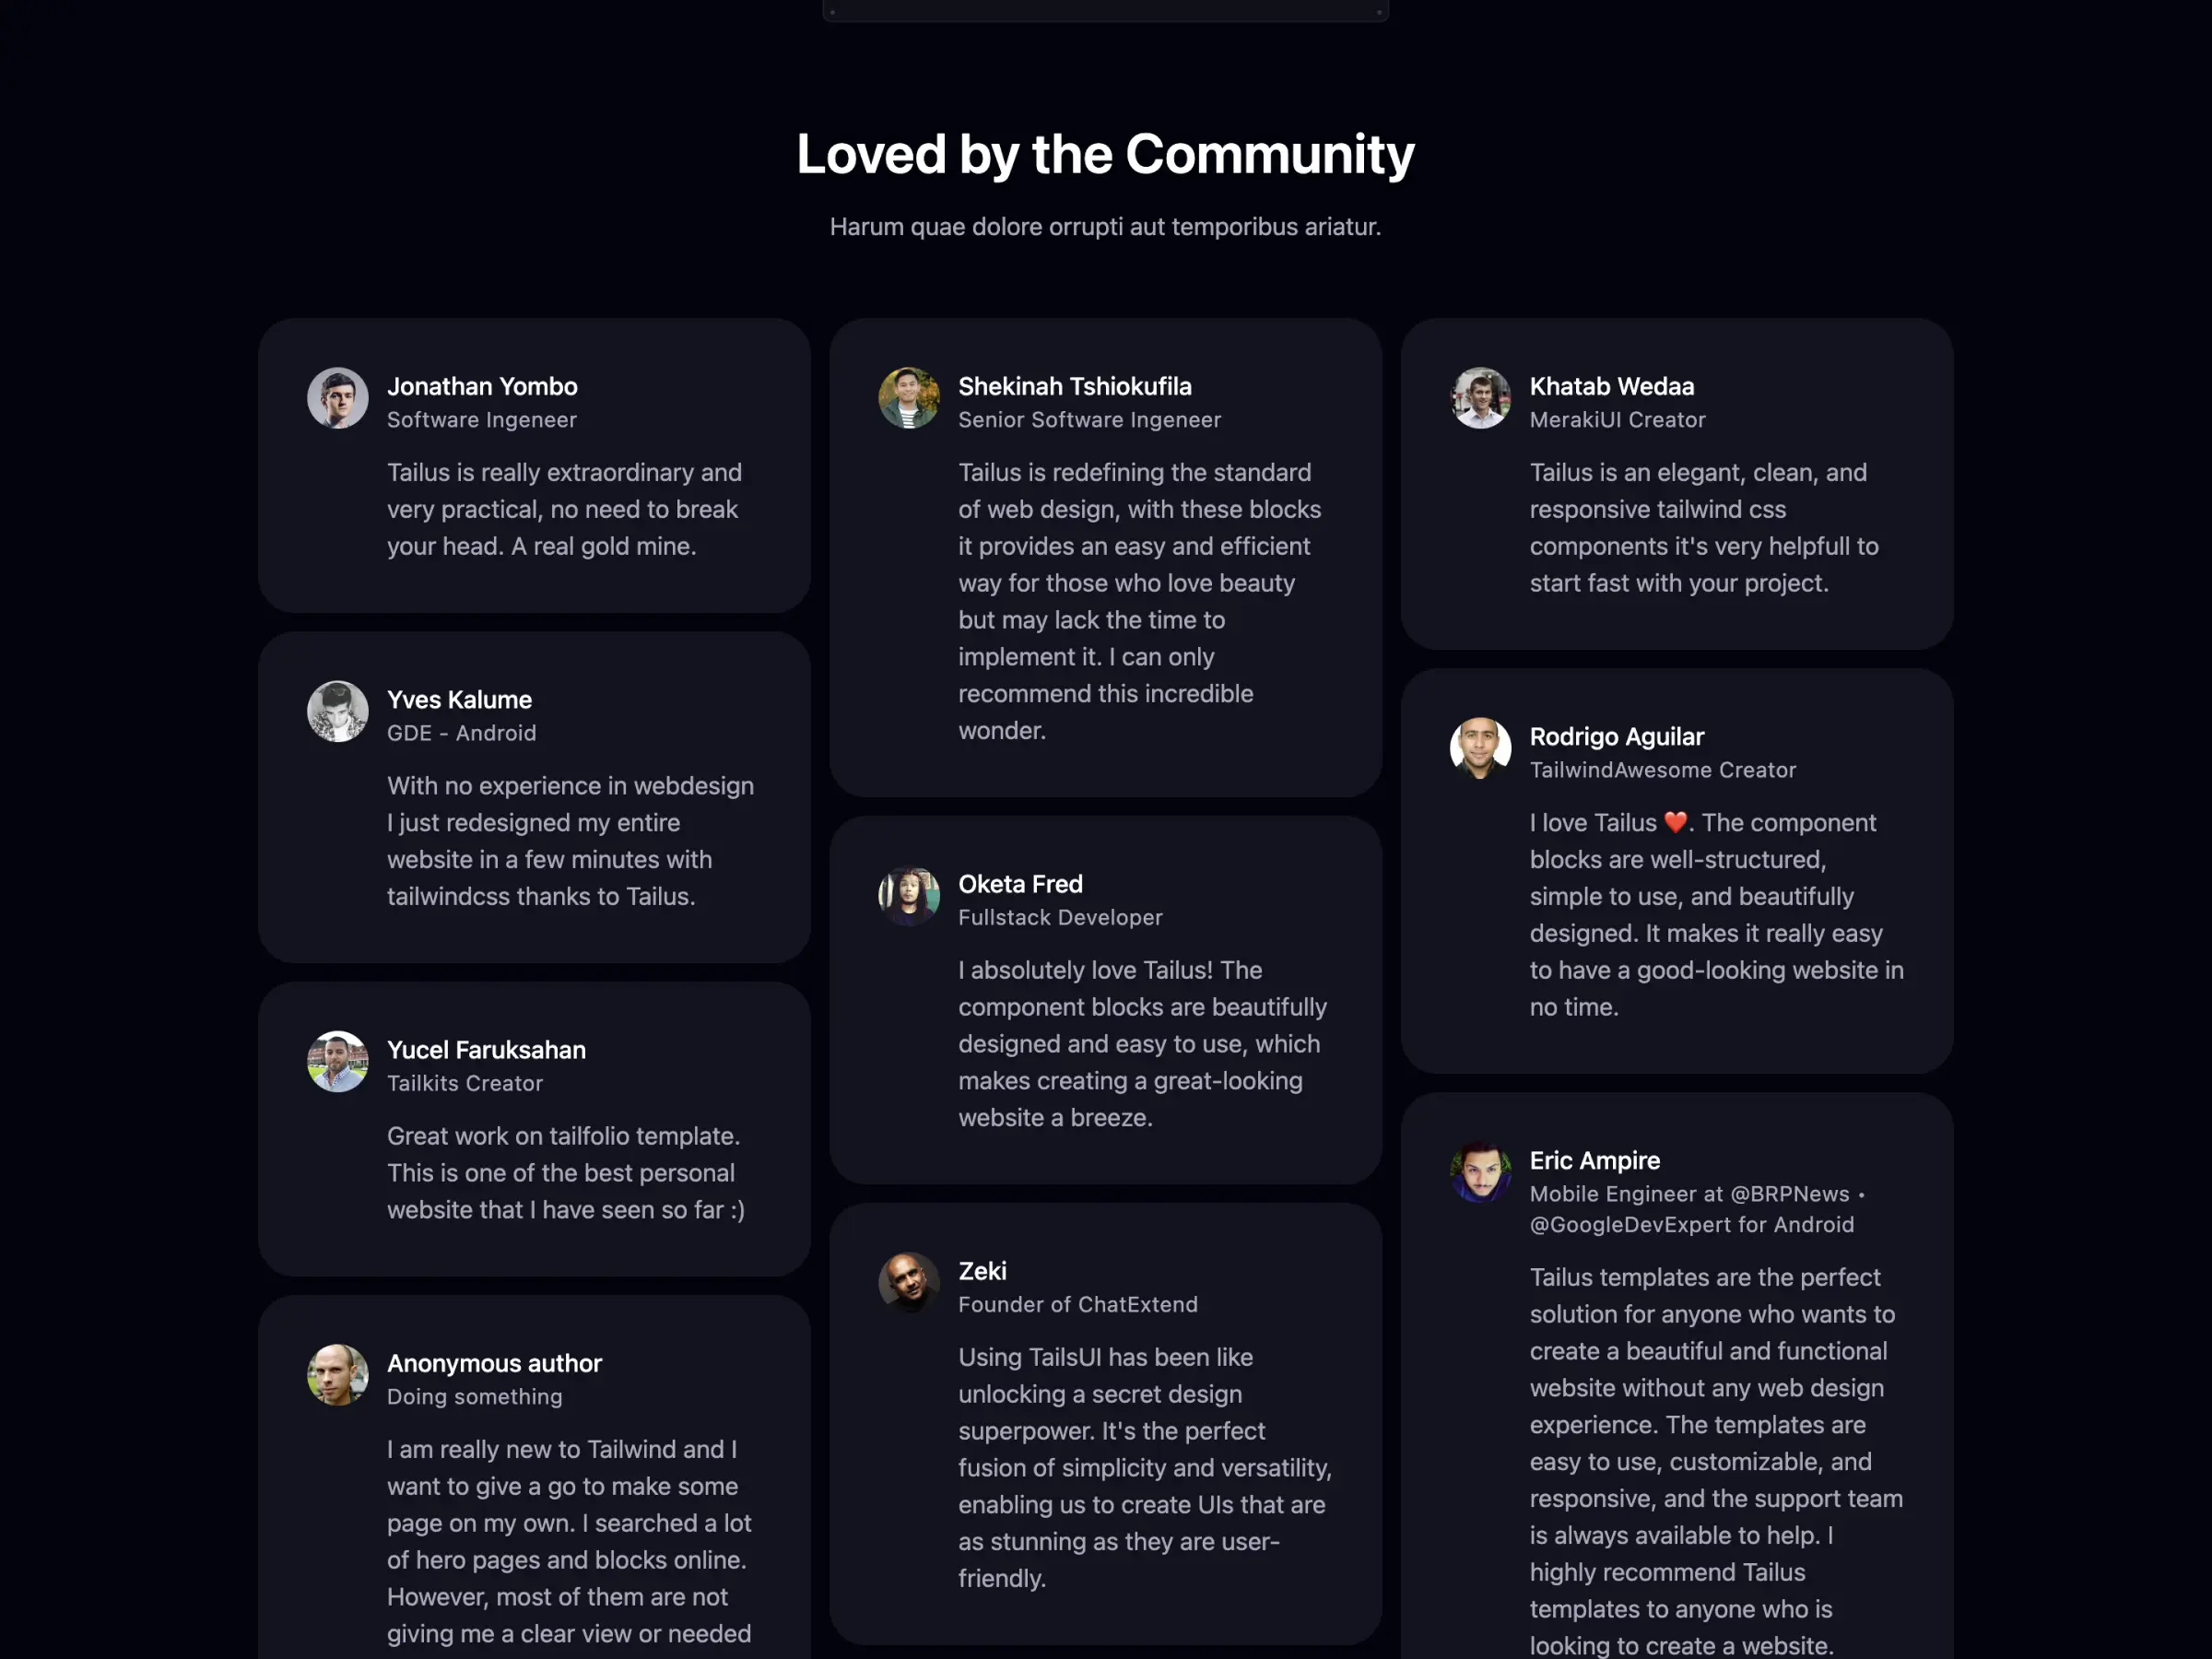 Loved by the Community
Harum quae dolore orrupti aut temporibus ariatur.
Jonathan Yombo
Software Ingeneer
Tailus is really extraordinary and
very practical, no need to break
your head. A real gold mine.
Yves Kalume
GDE - Android
With no experience in webdesign
I just redesigned my entire
website in a few minutes with
tailwindcss thanks to Tailus.
Yucel Faruksahan
Tailkits Creator
Great work on tailfolio template.
This is one of the best personal
website that I have seen so far :)
Anonymous author
Doing something
I am really new to Tailwind and I
want to give a go to make some
page on my own. I searched a lot
of hero pages and blocks online.
However, most of them are not
giving me a clear view or needed
Shekinah Tshiokufila
Senior Software Ingeneer
Tailus is redefining the standard
of web design, with these blocks
it provides an easy and efficient
way for those who love beauty
but may lack the time to
implement it. I can only
recommend this incredible
wonder.
Oketa Fred
Fullstack Developer
I absolutely love Tailus! The
component blocks are beautifully
designed and easy to use, which
makes creating a great-looking
website a breeze.
Zeki
Founder of ChatExtend
Using TailsUI has been like
unlocking a secret design
superpower. It's the perfect
fusion of simplicity and versatility,
enabling us to create UIs that are
as stunning as they are user-
friendly.
Khatab Wedaa
MerakiUI Creator
Tailus is an elegant, clean, and
responsive tailwind css
components it's very helpfull to
start fast with your project.
Rodrigo Aguilar
TailwindAwesome Creator
I love Tailus ❤️. The component
blocks are well-structured,
simple to use, and beautifully
designed. It makes it really easy
to have a good-looking website in
no time.
Eric Ampire
Mobile Engineer at @BRPNews •
@GoogleDevExpert for Android
Tailus templates are the perfect
solution for anyone who wants to
create a beautiful and functional
website without any web design
experience. The templates are
easy to use, customizable, and
responsive, and the support team
is always available to help. I
highly recommend Tailus
templates to anyone who is
looking to create a website.